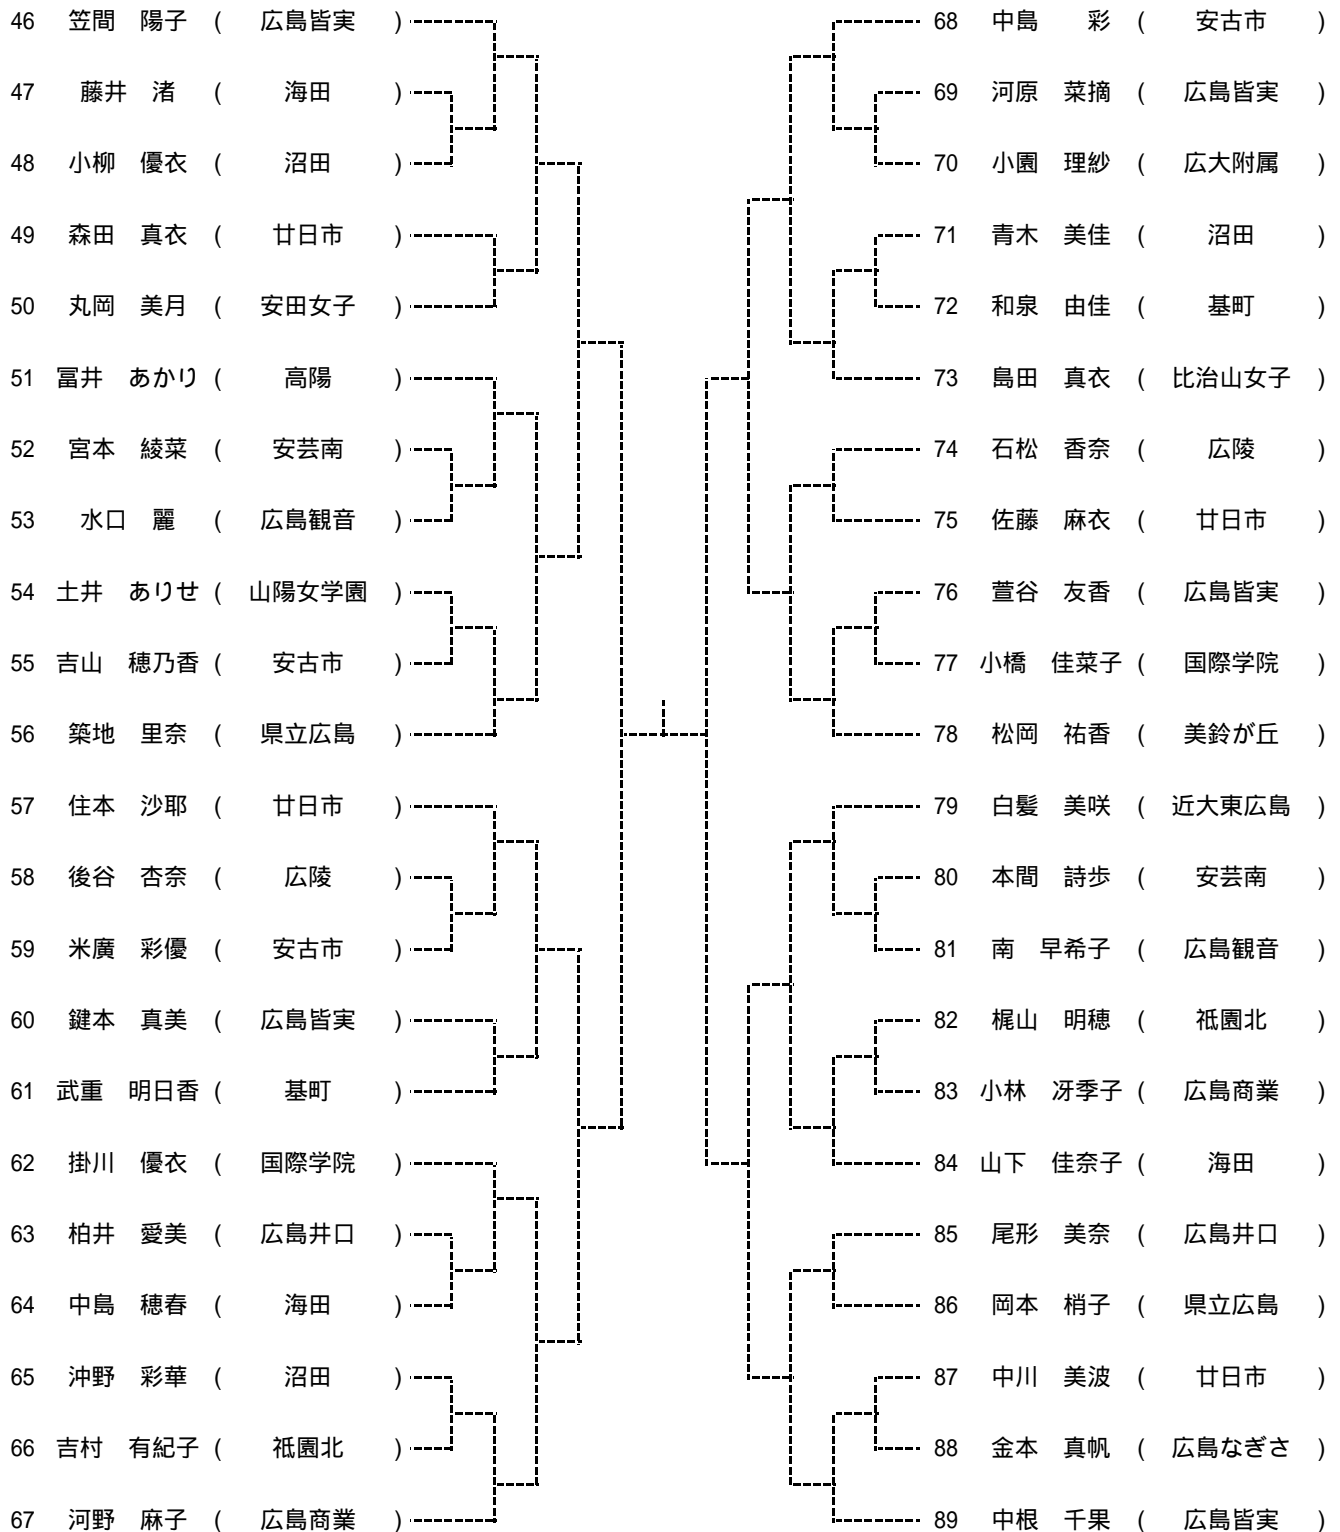 46 笠間 陽子 ( 広島皆実 )
47 藤井 渚 ( 海田 )
48 小柳 優衣 ( 沼田 )
49 森田 真衣 ( 廿日市 )
50 丸岡 美月 ( 安田女子 )
51 冨井 あかり ( 高陽 )
52 宮本 綾菜 ( 安芸南 )
53 水口 麗 ( 広島観音 )
54 土井 ありせ ( 山陽女学園 )
55 吉山 穂乃香 ( 安古市 )
56 築地 里奈 ( 県立広島 )
57 住本 沙耶 ( 廿日市 )
58 後谷 杏奈 ( 広陵 )
59 米廣 彩優 ( 安古市 )
60 鍵本 真美 ( 広島皆実 )
61 武重 明日香 ( 基町 )
62 掛川 優衣 ( 国際学院 )
63 柏井 愛美 ( 広島井口 )
64 中島 穂春 ( 海田 )
65 沖野 彩華 ( 沼田 )
66 吉村 有紀子 ( 祇園北 )
67 河野 麻子 ( 広島商業 )
68 中島 彩 ( 安古市 )
69 河原 菜摘 ( 広島皆実 )
70 小園 理紗 ( 広大附属 )
71 青木 美佳 ( 沼田 )
72 和泉 由佳 ( 基町 )
73 島田 真衣 ( 比治山女子 )
74 石松 香奈 ( 広陵 )
75 佐藤 麻衣 ( 廿日市 )
76 萱谷 友香 ( 広島皆実 )
77 小橋 佳菜子 ( 国際学院 )
78 松岡 祐香 ( 美鈴が丘 )
79 白髪 美咲 ( 近大東広島 )
80 本間 詩歩 ( 安芸南 )
81 南 早希子 ( 広島観音 )
82 梶山 明穂 ( 祇園北 )
83 小林 冴季子 ( 広島商業 )
84 山下 佳奈子 ( 海田 )
85 尾形 美奈 ( 広島井口 )
86 岡本 梢子 ( 県立広島 )
87 中川 美波 ( 廿日市 )
88 金本 真帆 ( 広島なぎさ )
89 中根 千果 ( 広島皆実 )